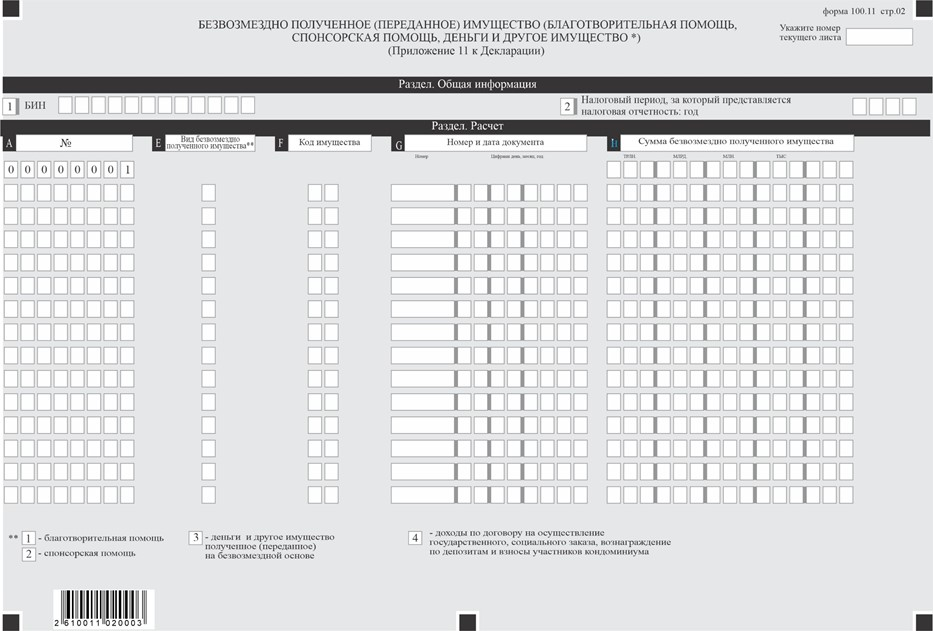 форма 100.11 стр.02
БЕЗВОЗМЕЗДНО ПОЛУЧЕННОЕ (ПЕРЕДАННОЕ) ИМУЩЕСТВО (БЛАГОТВОРИТЕЛЬНАЯ ПОМОЩЬ,
СПОНСОРСКАЯ ПОМОЩЬ, ДЕНЬГИ И ДРУГОЕ ИМУЩЕСТВО *)
(Приложение 11 к Декларации)
Укажите номер
текущего листа
Раздел. Общая информация
1 БИН
2 Налоговый период, за который представляется
налоговая отчетность: год
Раздел. Расчет
A №
E Вид безвозмездно
полученного имущества**
F Код имущества
G Номер и дата документа
H Сумма безвозмездно полученного имущества
Номер Цифрами день, месяц, год
трлн млрд млн тыс
0 0 0 0 0 0 0 1
** 1 - благотворительная помощь
2 - спонсорская помощь
3 - деньги и другое имущество
полученное (переданное)
на безвозмездной основе
4 - доходы по договору на осуществление
государственного, социального заказа, вознаграждение
по депозитам и взносы участников кондоминиума
2 610011 020003